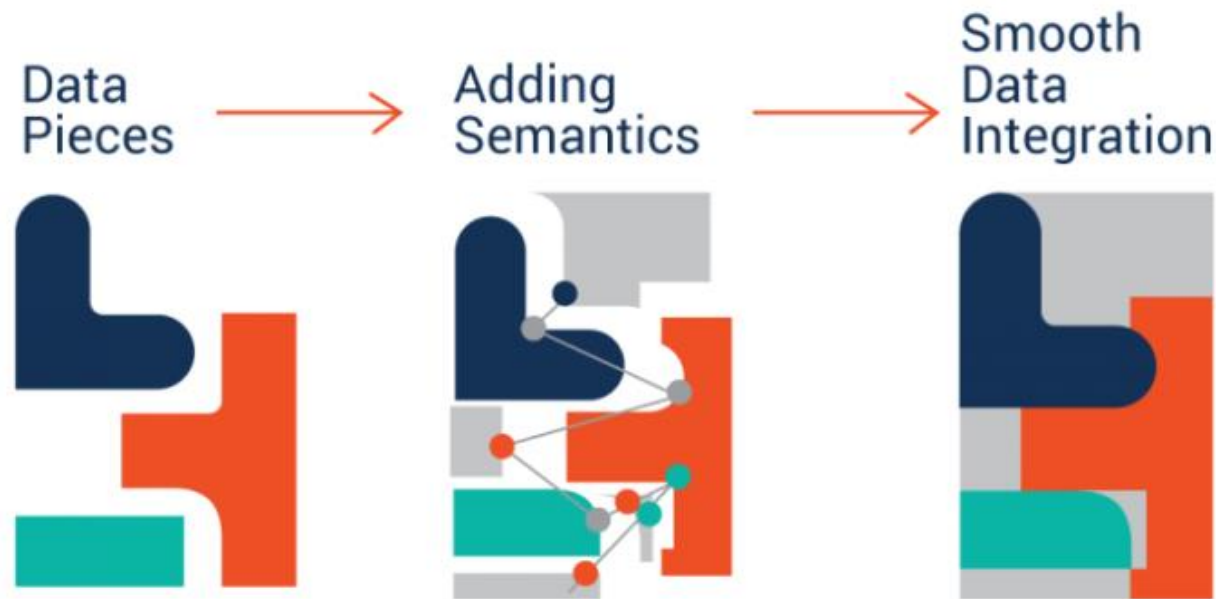 Data
Pieces
Adding
Semantics
Smooth
Data
Integration